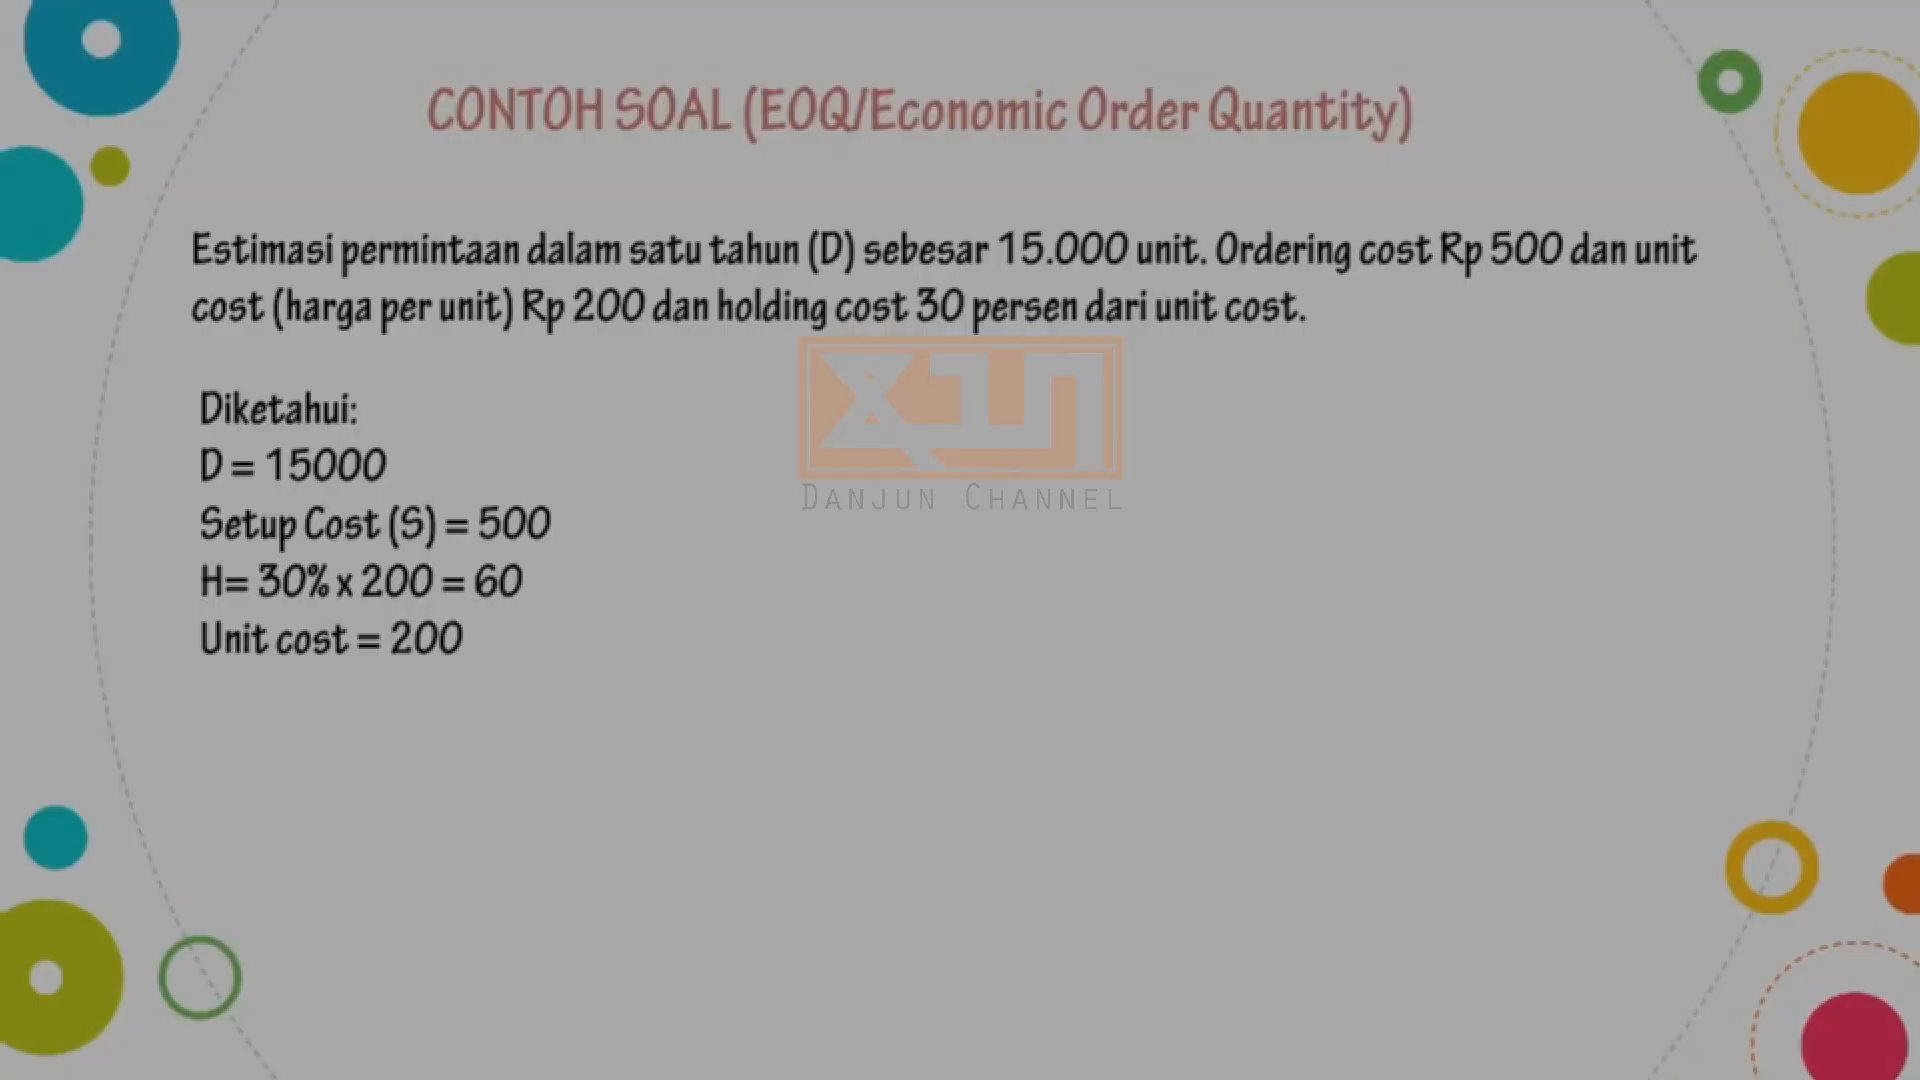 CONTOH SOAL (EOQ/Economic Order Quantity)
Estimasi permintaan dalam satu tahun (D) sebesar 15.000 unit. Ordering cost Rp 500 dan unit
cost (harga per unit) Rp 200 dan holding cost 30 persen dari unit cost.
DANJUN CHANNEL
Diketahui:
D = 15000
Setup Cost (S) = 500
H= 30% x 200 = 60
Unit cost = 200